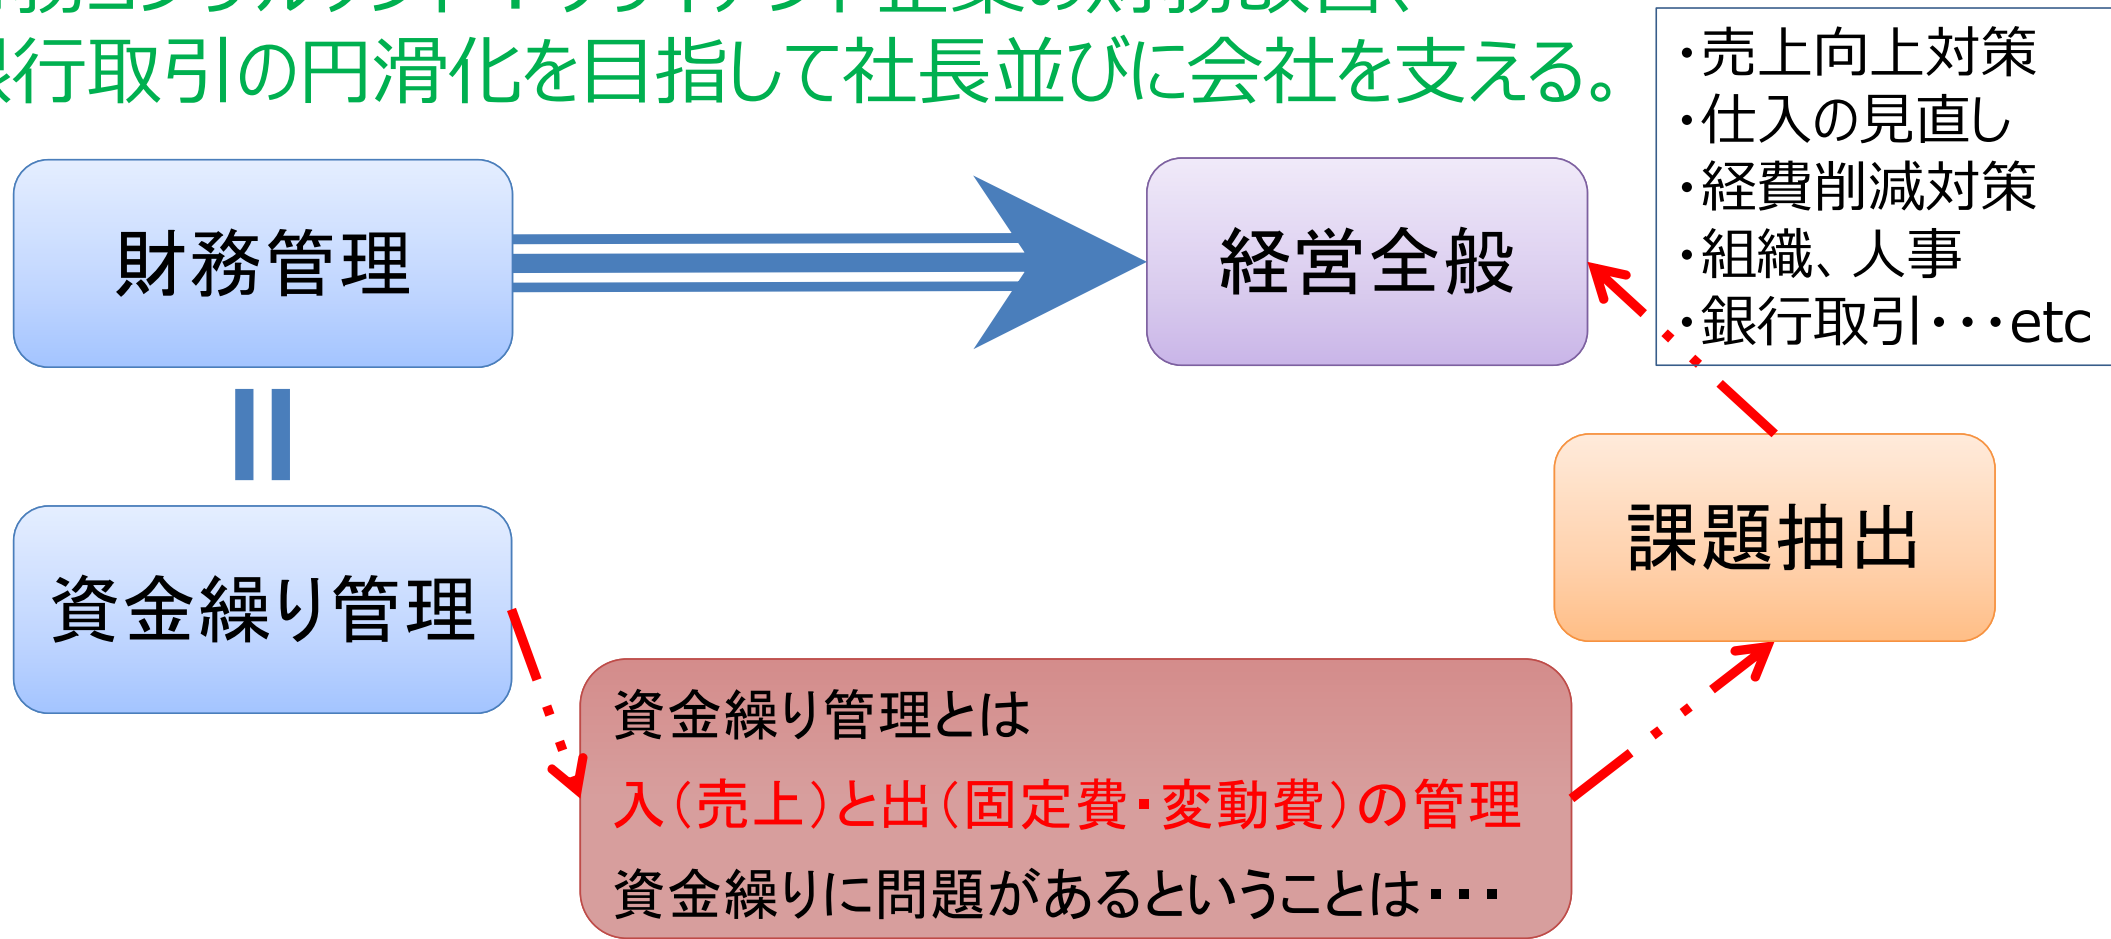 銀行取引の円滑化を目指して社長並びに会社を支える。
・売上向上対策
・仕入の見直し
・経費削減対策
・組織、人事
・銀行取引・・・etc
財務管理
経営全般
課題抽出
資金繰り管理
資金繰り管理とは
入(売上)と出(固定費・変動費)の管理
資金繰りに問題があるということは・・・